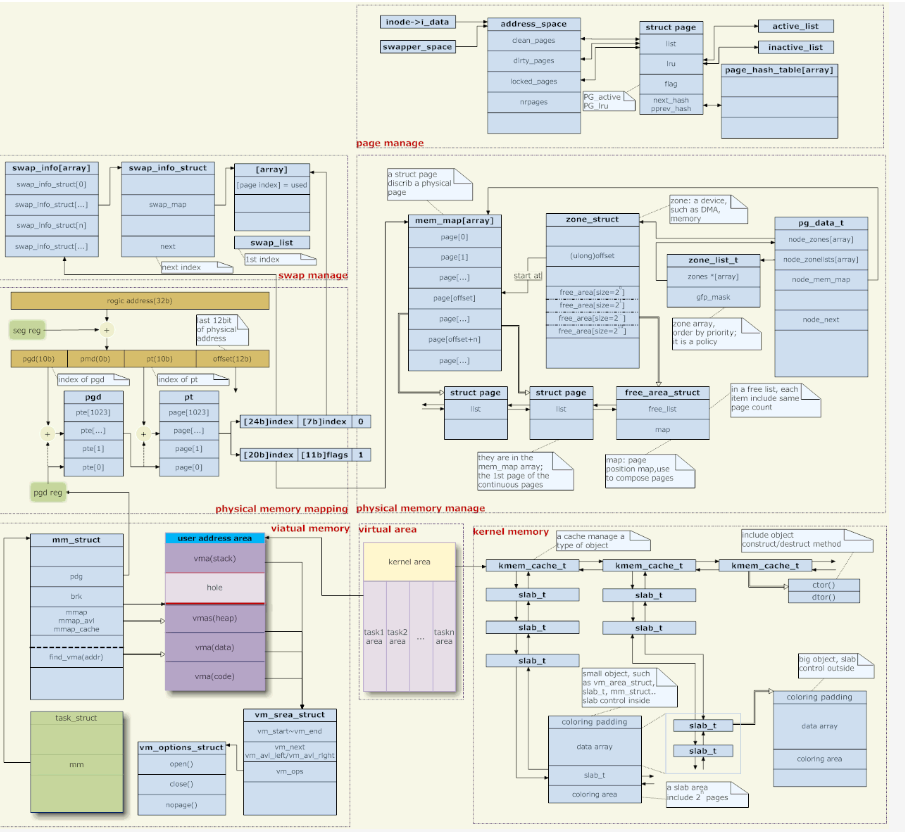 inode->i_data
swapper_space
address_space
clean_pages
dirty_pages
locked_pages
nrpages
struct page
list
lru
flag
next_hash
pprev_hash
PG_active
PG_lru
active_list
inactive_list
page_hash_table[array]
page manage
swap_info[array]
swap_info_struct[0]
swap_info_struct[...]
swap_info_struct[n]
swap_info_struct[...]
swap_info_struct
swap_map
next
next index
[array]
[page index] = used
swap_list
1st index
swap manage
rogic address(32b)
seg reg
+
last 12bit
of physical
address
pgd(10b)
pmd(0b)
pt(10b)
offset(12b)
index of pgd
index of pt
pgd
pte[1023]
pte[...]
pte[1]
pte[0]
+
pt
page[1023]
page[...]
page[1]
page[0]
+
pgd reg
[24b]index
[7b]index
0
[20b]index
[11b]flags
1
physical memory mapping
a struct page
discrib a physical
page
mem_map[array]
page[0]
page[1]
page[...]
page[offset]
page[...]
page[offset+n]
page[...]
start at
zone_struct
(ulong)offset
free_area[size=2 ]
free_area[size=2 ]
free_area[size=2 ]
free_area[size=2 ]
zone: a device,
such as DMA,
memory
zone_list_t
zones *[array]
gfp_mask
zone array,
order by priority;
it is a policy
pg_data_t
node_zones[array]
node_zonelists[array]
node_mem_map
node_next
struct page
list
struct page
list
free_area_struct
free_list
map
in a free list, each
item include same
page count
they are in the
mem_map array;
the 1st page of the
continuous pages
map: page
position map,use
to compose pages
physical memory manage
viatual memory
mm_struct
pdg
brk
mmap
mmap_avl
mmap_cache
find_vma(addr)
user address area
vma(stack)
hole
vmas(heap)
vma(data)
vma(code)
task_struct
mm
vm_options_struct
open()
close()
nopage()
vm_srea_struct
vm_start~vm_end
vm_next
vm_avl_left/vm_avl_right
vm_ops
virtual area
kernel area
task1
area
task2
area
...
taskn
area
kernel memory
a cache manage a
type of object
include object
construct/destruct method
kmem_cache_t
kmem_cache_t
kmem_cache_t
ctor()
dtor()
slab_t
slab_t
slab_t
slab_t
slab_t
small object, such
as vm_area_struct,
slab_t, mm_struct..
slab control inside
big object, slab
control outside
coloring padding
data array
slab_t
coloring area
slab_t
slab_t
coloring padding
data array
coloring area
a slab area
include 2 pages